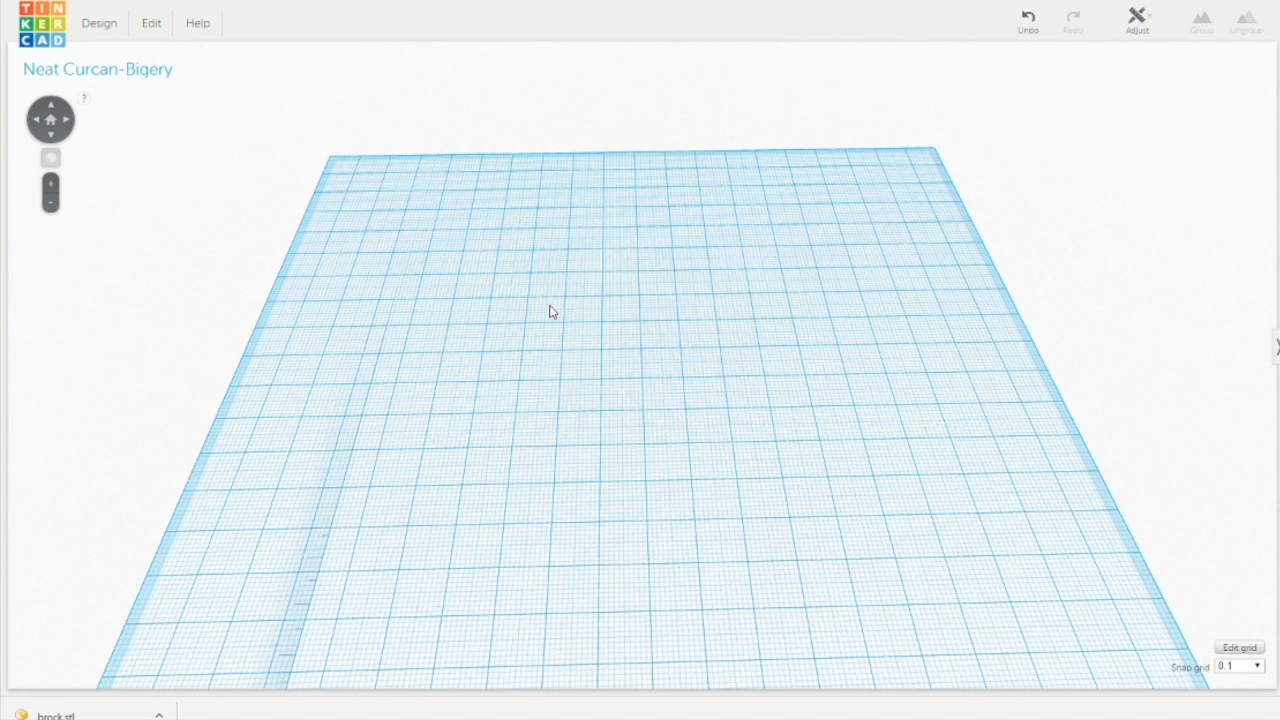 TIN
KER
CAD
Design
Edit
Help
Undo
Redo
Adjust
Group
Ungroup
Neat Curcan-Bigery
?
+
-
Edit grid
Snap grid
0.1
brock.stl